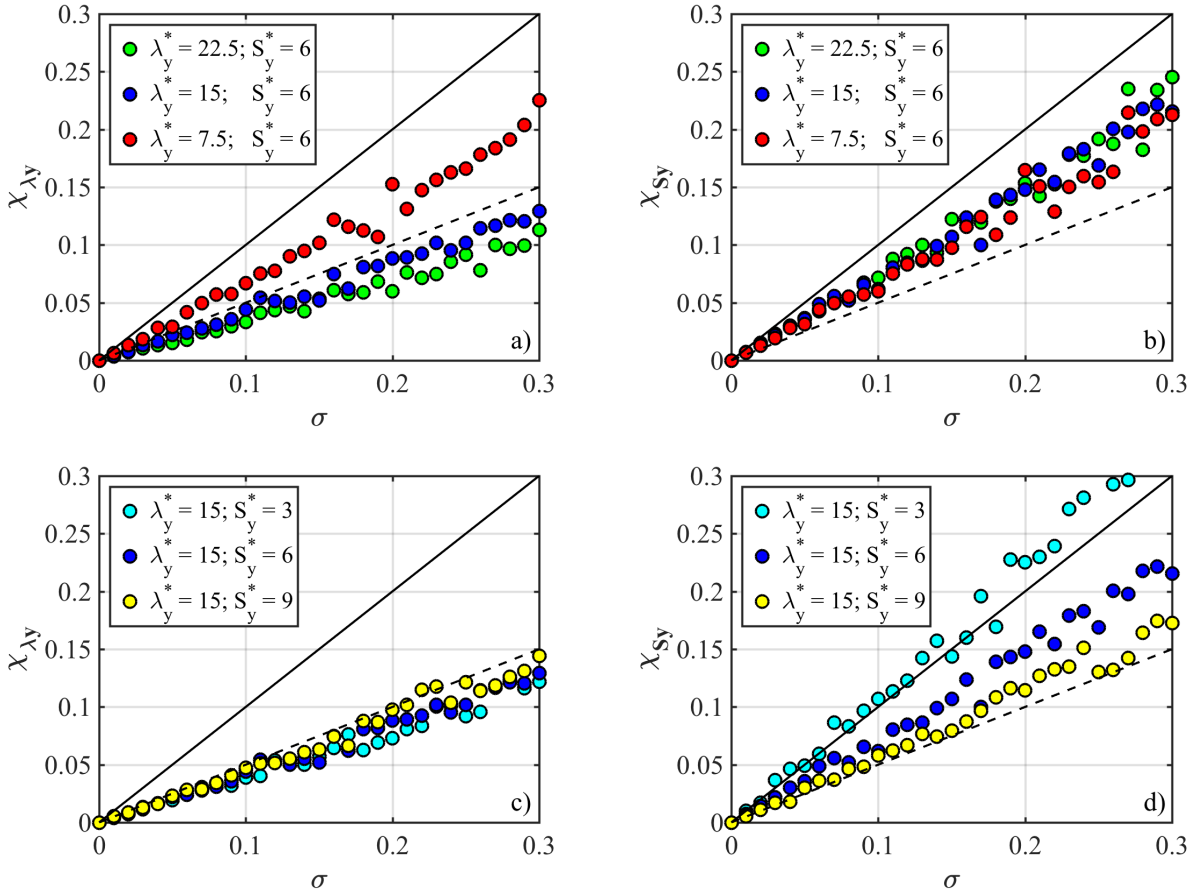 0.3
0.25
0.2
0.15
0.1
0.05
0
χλy
λ*y = 22.5; S*y = 6
λ*y = 15; S*y = 6
λ*y = 7.5; S*y = 6
a)
0 0.1 0.2 0.3
σ
0.3
0.25
0.2
0.15
0.1
0.05
0
χSy
λ*y = 22.5; S*y = 6
λ*y = 15; S*y = 6
λ*y = 7.5; S*y = 6
b)
0 0.1 0.2 0.3
σ
0.3
0.25
0.2
0.15
0.1
0.05
0
χλy
λ*y = 15; S*y = 3
λ*y = 15; S*y = 6
λ*y = 15; S*y = 9
c)
0 0.1 0.2 0.3
σ
0.3
0.25
0.2
0.15
0.1
0.05
0
χSy
λ*y = 15; S*y = 3
λ*y = 15; S*y = 6
λ*y = 15; S*y = 9
d)
0 0.1 0.2 0.3
σ